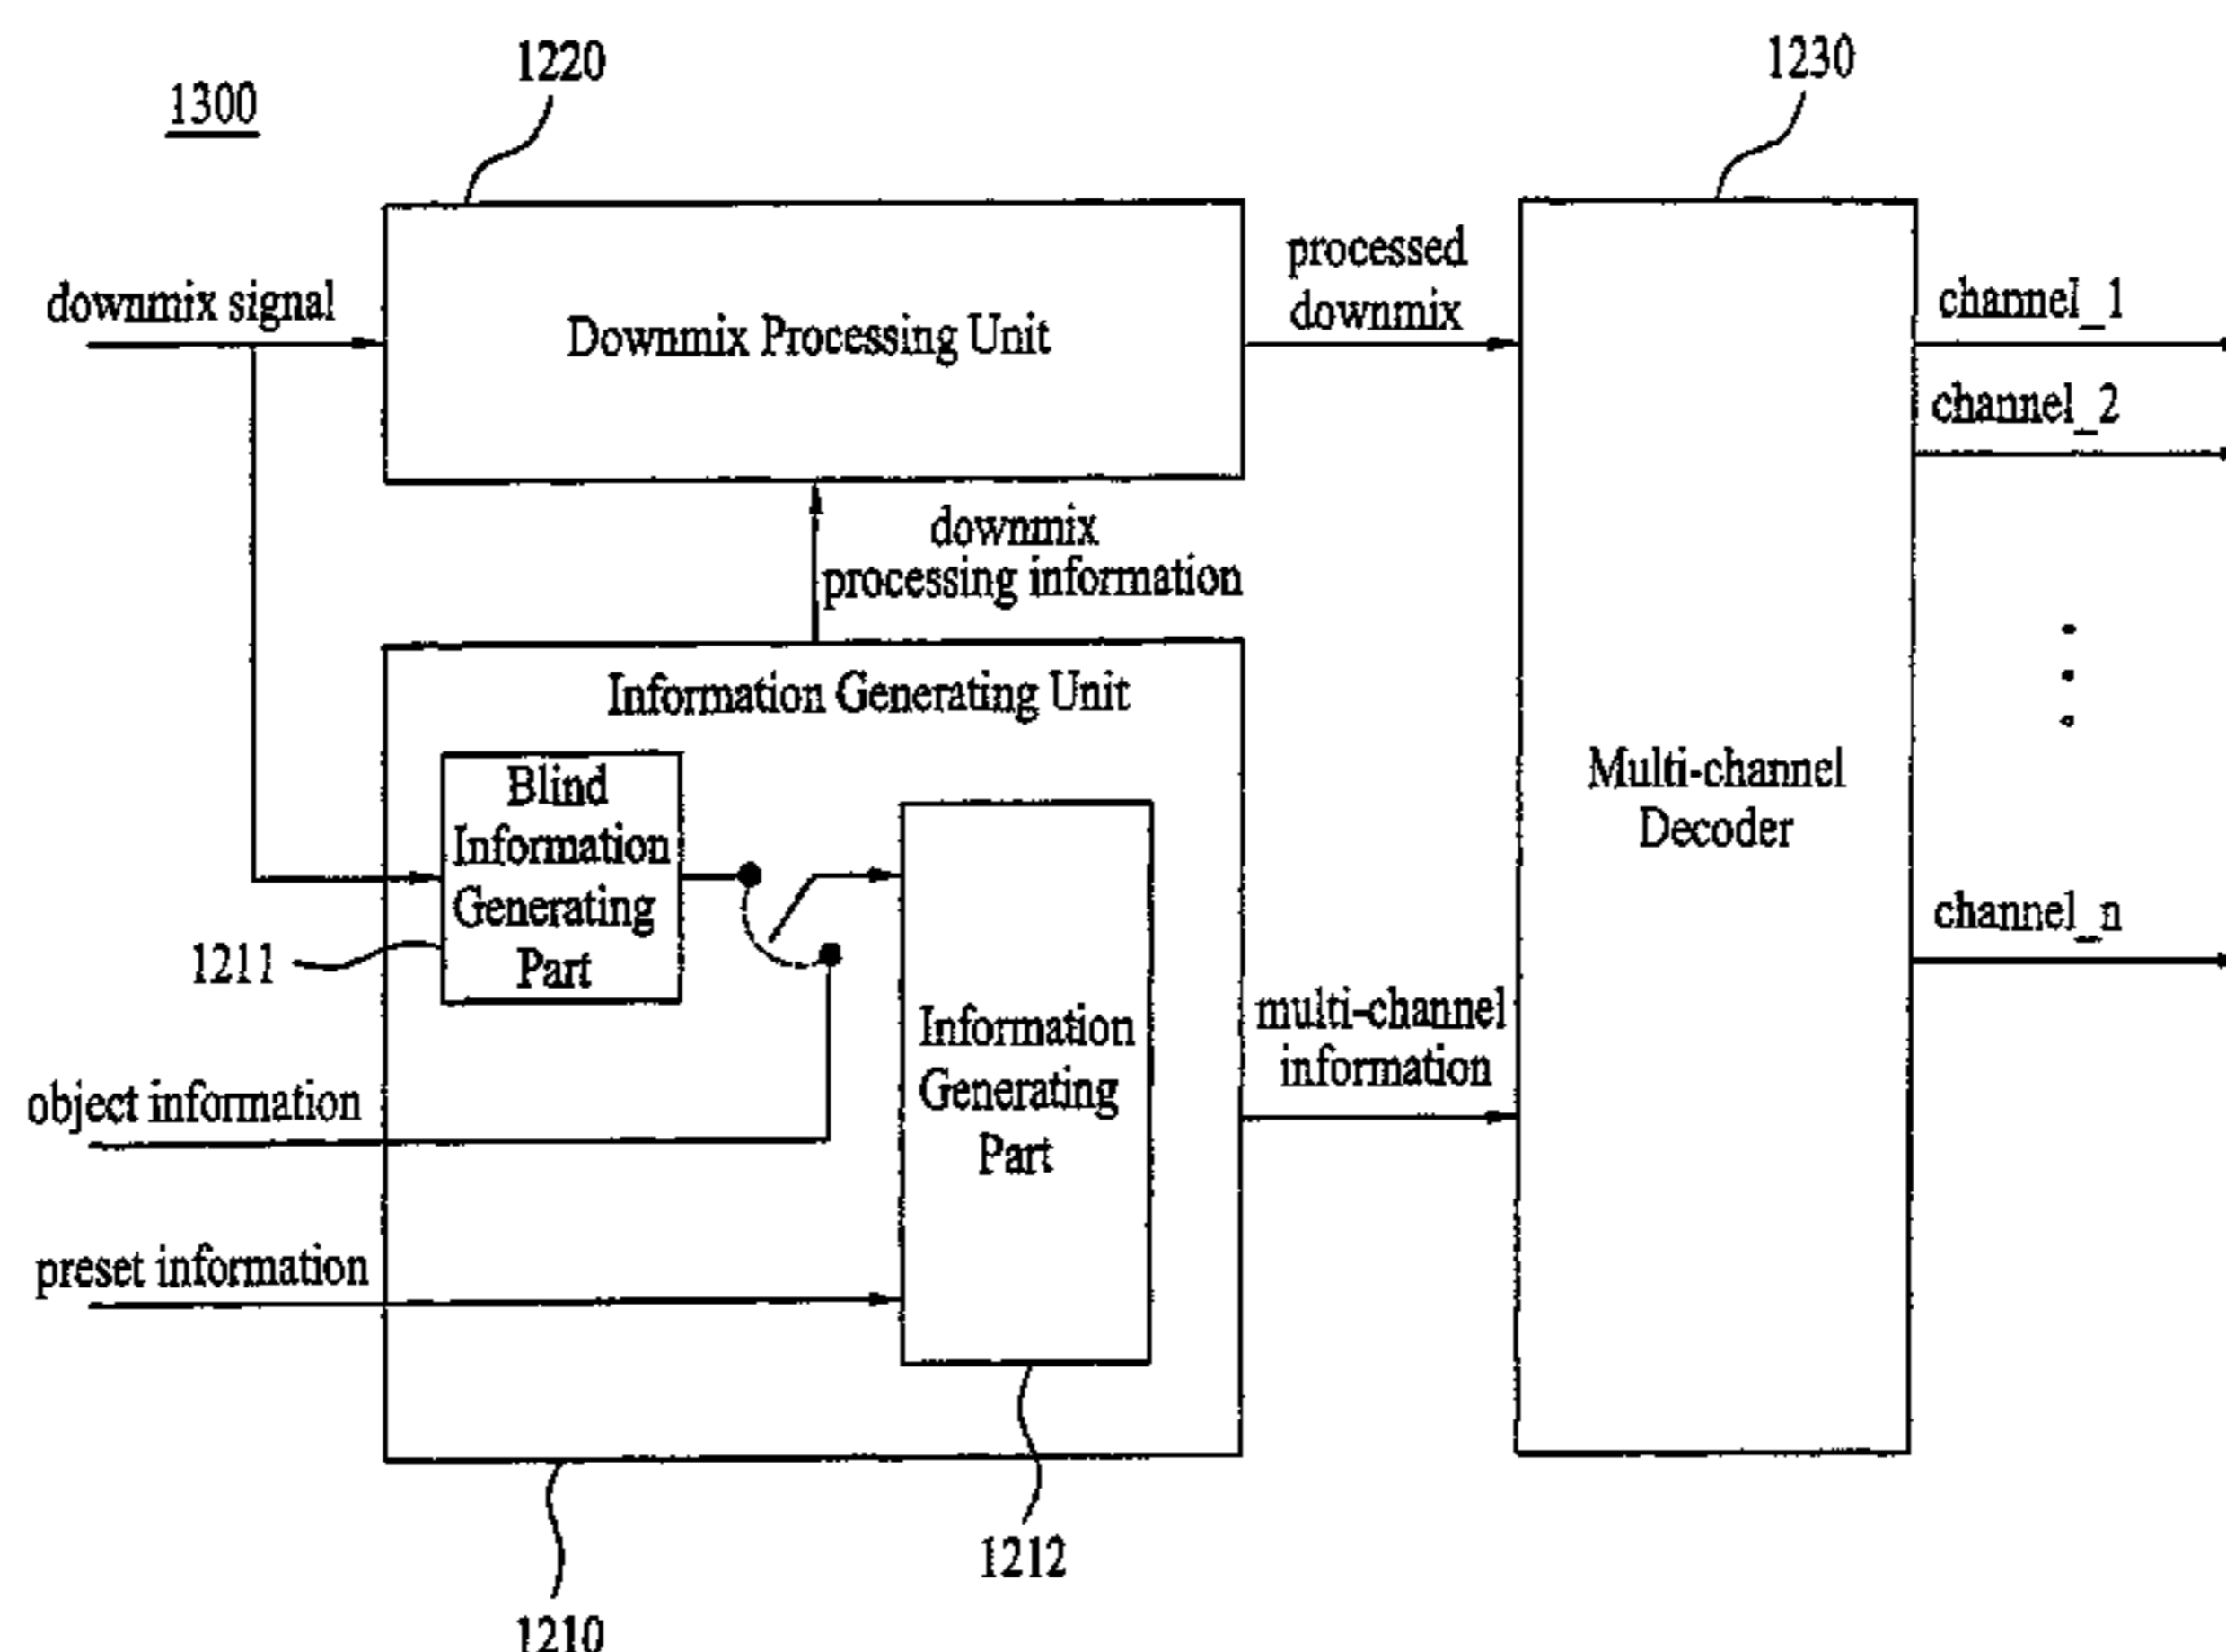 1300
1220
1230
downmix signal
Downmix Processing Unit
processed
downmix
channel_1
channel_2
downmix
processing information
Information Generating Unit
Blind
Information
Generating
Part
1211
Multi-channel
Decoder
channel_n
Information
Generating
Part
multi-channel
information
object information
preset information
1212
1210